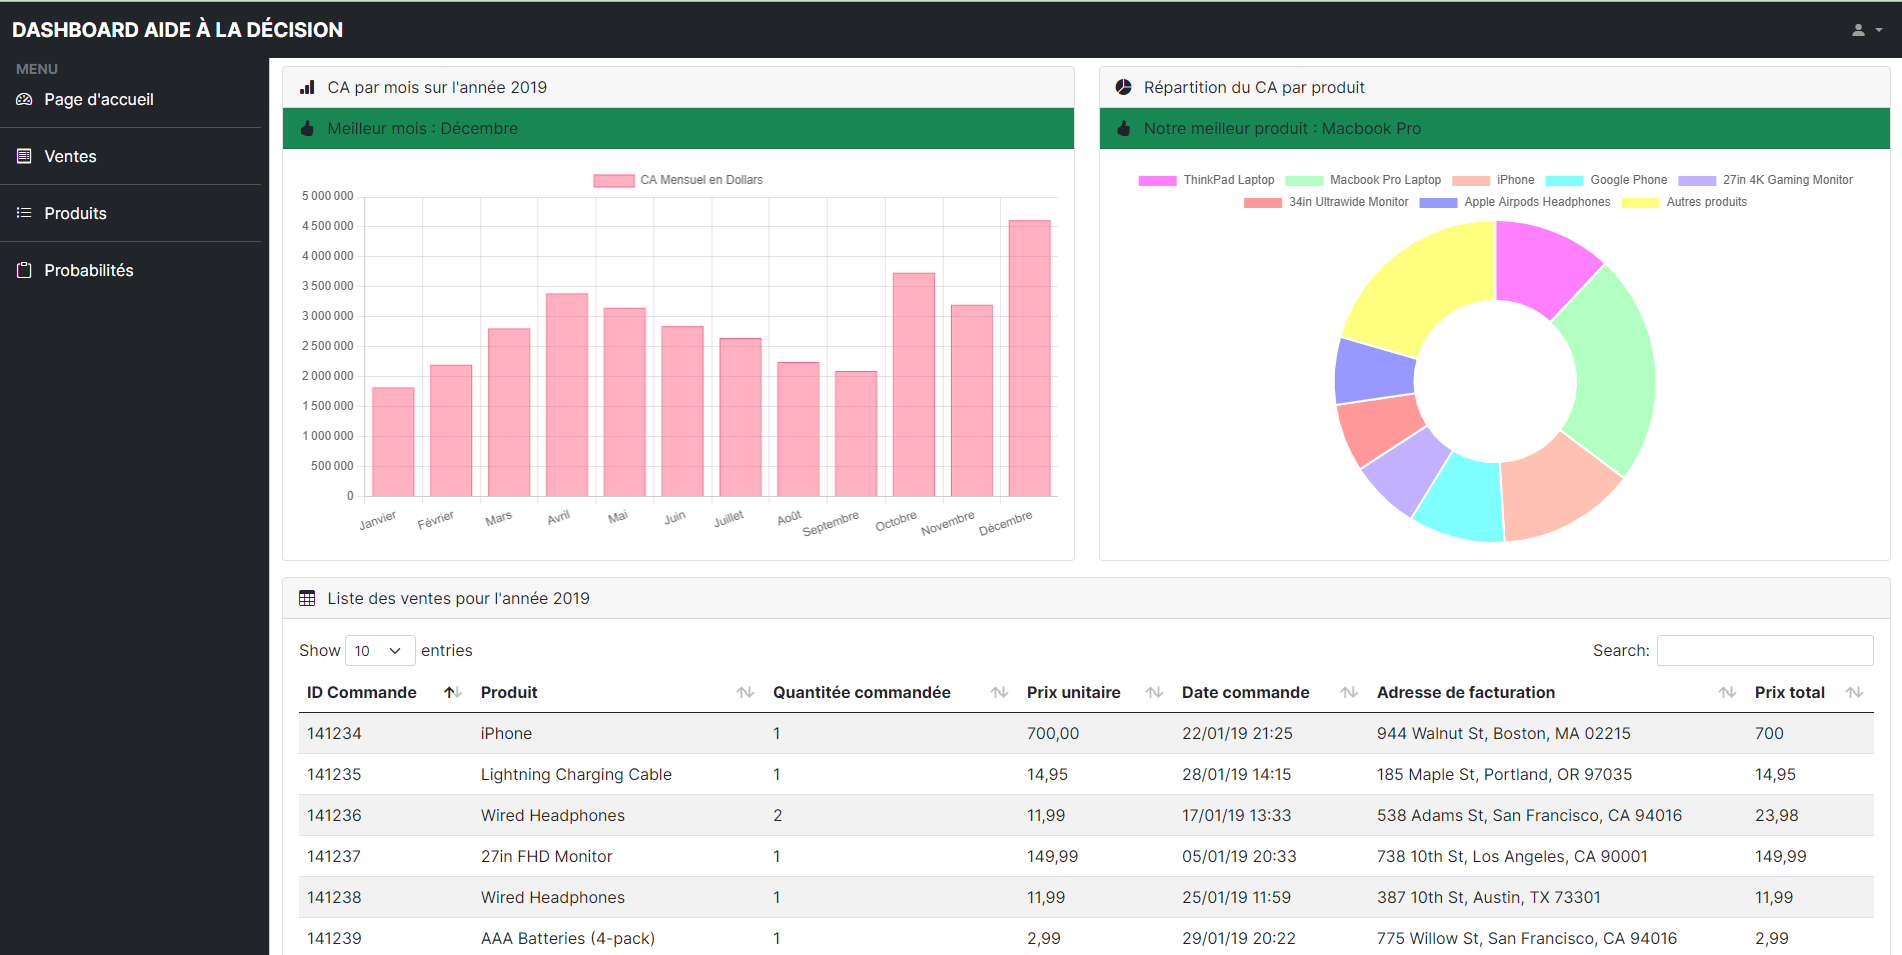 DASHBOARD AIDE À LA DÉCISION
MENU
Page d'accueil
Ventes
Produits
Probabilités
CA par mois sur l'année 2019
Meilleur mois : Décembre
CA Mensuel en Dollars
5 000 000
4 500 000
4 000 000
3 500 000
3 000 000
2 500 000
2 000 000
1 500 000
1 000 000
500 000
0
Janvier Février Mars Avril Mai Juin Juillet Août Septembre Octobre Novembre Décembre
Répartition du CA par produit
Notre meilleur produit : Macbook Pro
ThinkPad Laptop Macbook Pro Laptop iPhone Google Phone 27in 4K Gaming Monitor
34in Ultrawide Monitor Apple Airpods Headphones Autres produits
Liste des ventes pour l'année 2019
Show 10 entries Search:
ID Commande Produit Quantitée commandée Prix unitaire Date commande Adresse de facturation Prix total
141234 iPhone 1 700,00 22/01/19 21:25 944 Walnut St, Boston, MA 02215 700
141235 Lightning Charging Cable 1 14,95 28/01/19 14:15 185 Maple St, Portland, OR 97035 14,95
141236 Wired Headphones 2 11,99 17/01/19 13:33 538 Adams St, San Francisco, CA 94016 23,98
141237 27in FHD Monitor 1 149,99 05/01/19 20:33 738 10th St, Los Angeles, CA 90001 149,99
141238 Wired Headphones 1 11,99 25/01/19 11:59 387 10th St, Austin, TX 73301 11,99
141239 AAA Batteries (4-pack) 1 2,99 29/01/19 20:22 775 Willow St, San Francisco, CA 94016 2,99